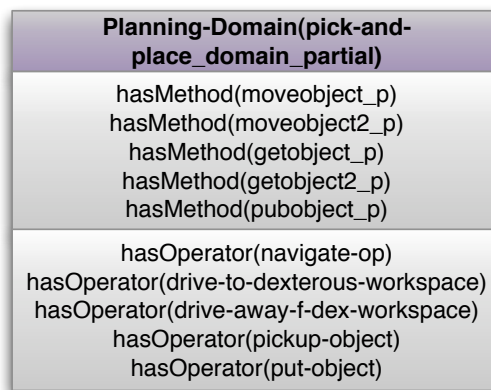 Planning-Domain(pick-and-
place_domain_partial)
hasMethod(moveobject_p)
hasMethod(moveobject2_p)
hasMethod(getobject_p)
hasMethod(getobject2_p)
hasMethod(pubobject_p)
hasOperator(navigate-op)
hasOperator(drive-to-dexterous-workspace)
hasOperator(drive-away-f-dex-workspace)
hasOperator(pickup-object)
hasOperator(put-object)